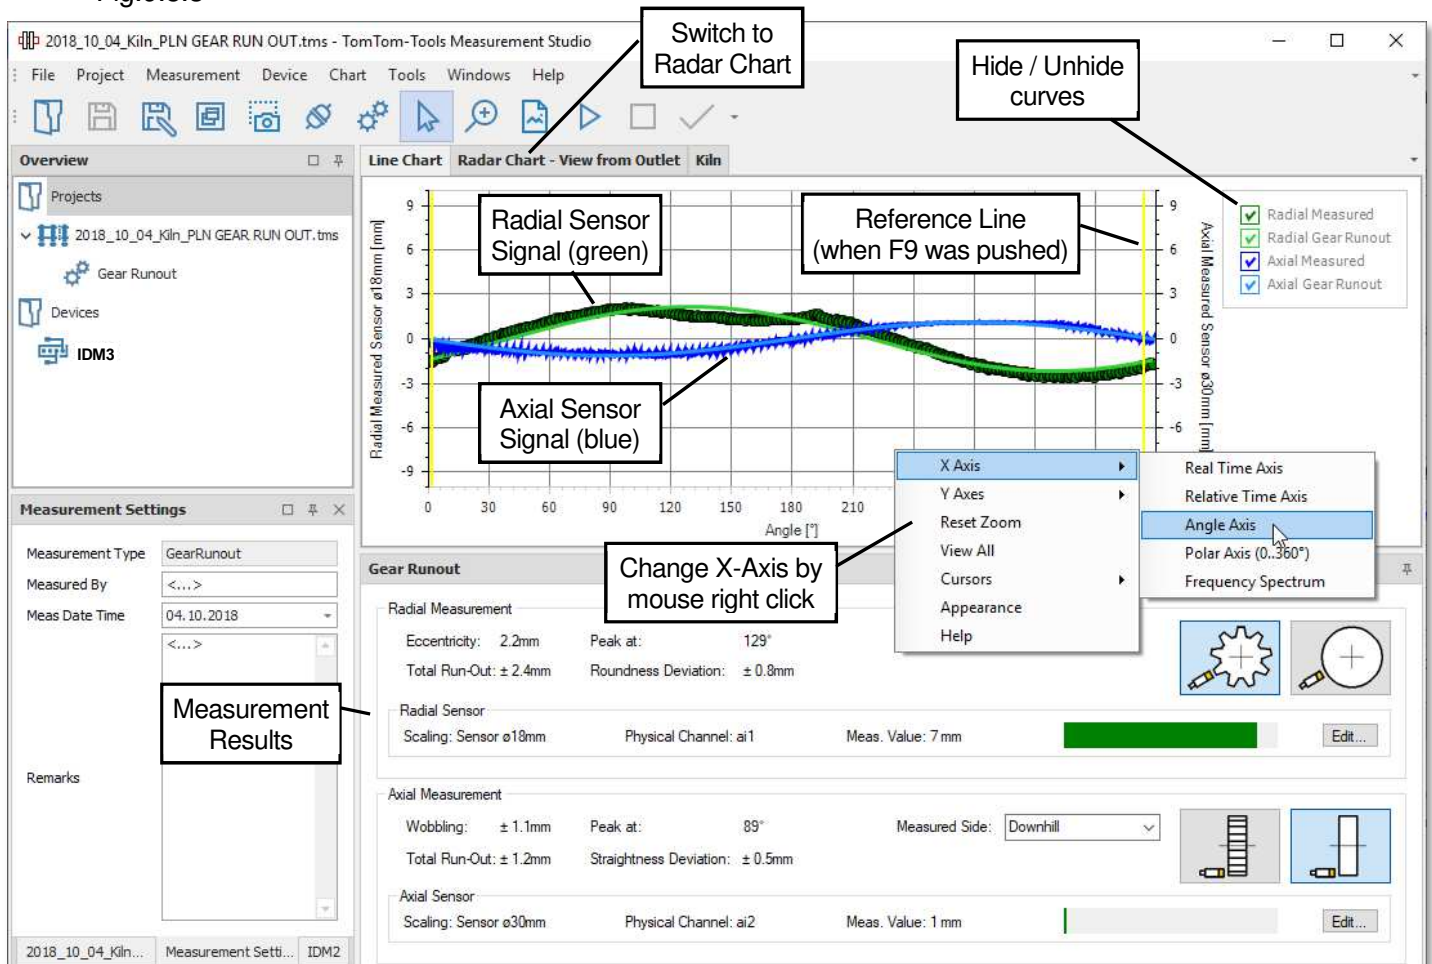 2018_10_04_Kiln_PLN GEAR RUN OUT.tms - TomTom-Tools Measurement Studio
Switch to
Radar Chart
Hide / Unhide
curves
File Project Measurement Device Chart Tools Windows Help
Overview
Line Chart Radar Chart - View from Outlet Kiln
Projects
2018_10_04_Kiln_PLN GEAR RUN OUT.tms
Gear Runout
Devices
IDM3
Radial Measured Sensor ø18mm [mm]
9
6
3
0
-3
-6
-9
Radial Sensor
Signal (green)
Reference Line
(when F9 was pushed)
Axial Sensor
Signal (blue)
9
6
3
0
-3
-6
Axial Measured Sensor ø30mm [mm]
Radial Measured
Radial Gear Runout
Axial Measured
Axial Gear Runout
0 30 60 90 120 150 180 210
Angle [°]
X Axis
Y Axes
Reset Zoom
View All
Cursors
Appearance
Help
Real Time Axis
Relative Time Axis
Angle Axis
Polar Axis (0..360°)
Frequency Spectrum
Change X-Axis by
mouse right click
Measurement Settings
Measurement Type GearRunout
Measured By <...>
Meas Date Time 04.10.2018
<...>
Remarks
Measurement
Results
2018_10_04_Kiln... Measurement Setti... IDM2
Gear Runout
Radial Measurement
Eccentricity: 2.2mm Peak at: 129°
Total Run-Out: ± 2.4mm Roundness Deviation: ± 0.8mm
Radial Sensor
Scaling: Sensor ø18mm Physical Channel: ai1 Meas. Value: 7 mm Edit...
Axial Measurement
Wobbling: ± 1.1mm Peak at: 89° Measured Side: Downhill
Total Run-Out: ± 1.2mm Straightness Deviation: ± 0.5mm
Axial Sensor
Scaling: Sensor ø30mm Physical Channel: ai2 Meas. Value: 1 mm Edit...